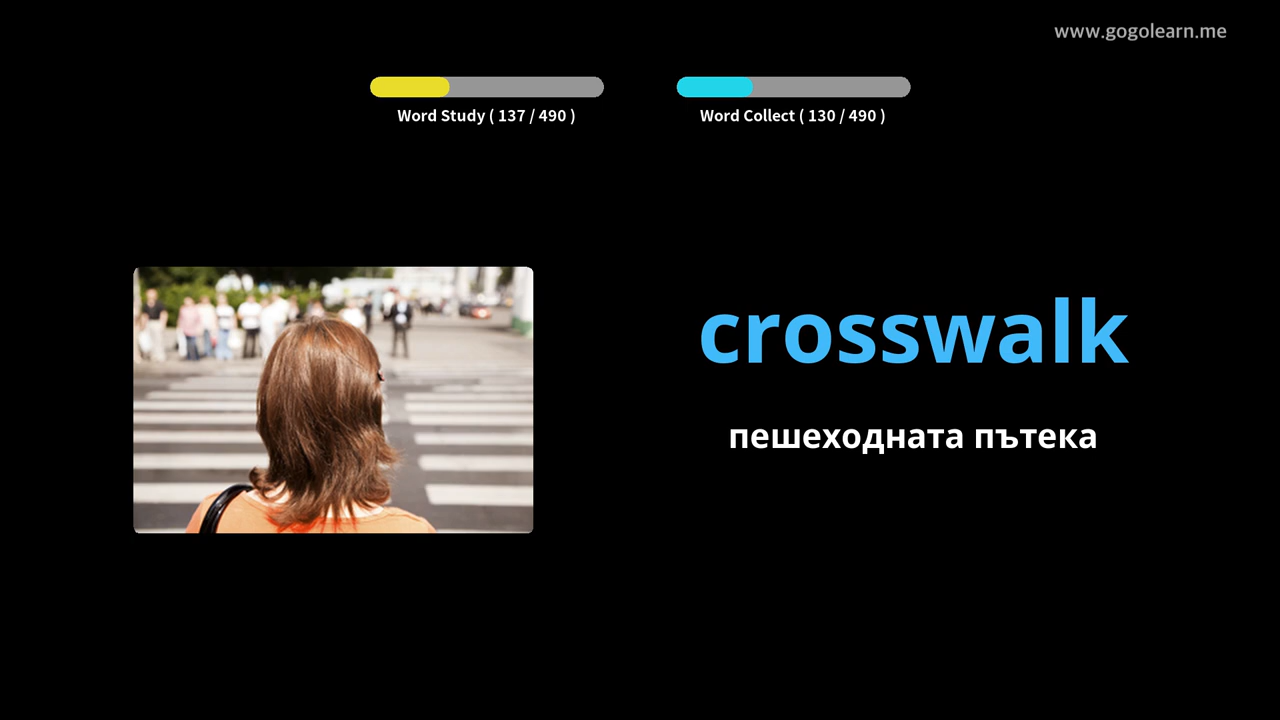 www.gogolearn.me
Word Study ( 137 / 490 )
Word Collect ( 130 / 490 )
crosswalk
пешеходната пътека